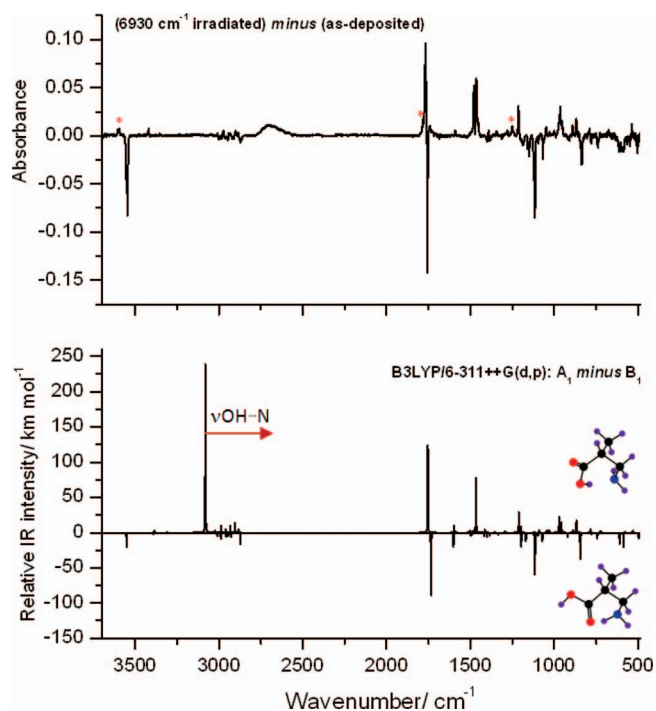 (6930 cm⁻¹ irradiated) minus (as-deposited)
0.10
0.05
0.00
-0.05
-0.10
-0.15
Absorbance
*
*
*
B3LYP/6-311++G(d,p): A₁ minus B₁
250
200
150
100
50
0
-50
-100
-150
Relative IR intensity/ km mol⁻¹
νOH···N
3500 3000 2500 2000 1500 1000 500
Wavenumber/ cm⁻¹